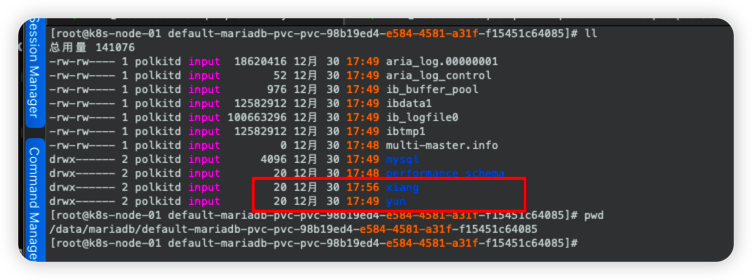 Session Manager
Command Manage
[root@k8s-node-01 default-mariadb-pvc-pvc-98b19ed4-e584-4581-a31f-f15451c64085]# ll
总用量 141076
-rw-rw---- 1 polkitd input 18620416 12月 30 17:49 aria_log.00000001
-rw-rw---- 1 polkitd input 52 12月 30 17:49 aria_log_control
-rw-rw---- 1 polkitd input 976 12月 30 17:49 ib_buffer_pool
-rw-rw---- 1 polkitd input 12582912 12月 30 17:49 ibdata1
-rw-rw---- 1 polkitd input 100663296 12月 30 17:49 ib_logfile0
-rw-rw---- 1 polkitd input 12582912 12月 30 17:49 ibtmp1
-rw-rw---- 1 polkitd input 0 12月 30 17:48 multi-master.info
drwx------ 2 polkitd input 4096 12月 30 17:49 mysql
drwx------ 2 polkitd input 20 12月 30 17:48 performance_schema
drwx------ 2 polkitd input 20 12月 30 17:56 xiang
drwx------ 2 polkitd input 20 12月 30 17:49 yun
[root@k8s-node-01 default-mariadb-pvc-pvc-98b19ed4-e584-4581-a31f-f15451c64085]# pwd
/data/mariadb/default-mariadb-pvc-pvc-98b19ed4-e584-4581-a31f-f15451c64085
[root@k8s-node-01 default-mariadb-pvc-pvc-98b19ed4-e584-4581-a31f-f15451c64085]#